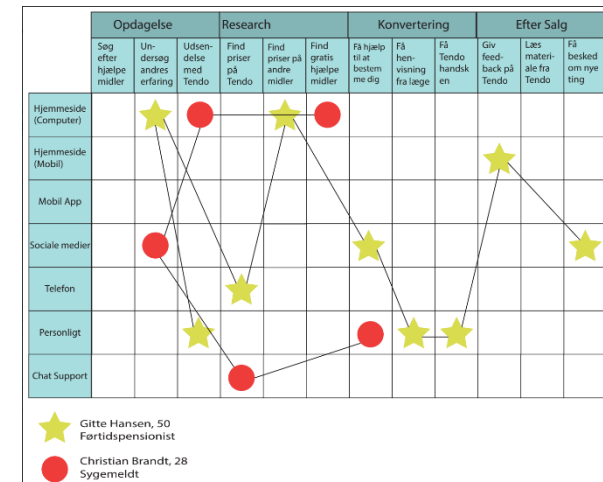 Opdagelse
Research
Konvertering
Efter Salg
Søg
efter
hjælpe
midler
Un-
dersøg
andres
erfaring
Udsen-
delse
med
Tendo
Find
priser
på
Tendo
Find
priser på
andre
midler
Find
gratis
hjælpe
midler
Få hjælp
til at
bestem
me dig
Få
hen-
visning
fra læge
Få
Tendo
handsk
en
Giv
feed-
back på
Tendo
Læs
materi-
ale fra
Tendo
Få
besked
om nye
ting
Hjemmeside
(Computer)
Hjemmeside
(Mobil)
Mobil App
Sociale medier
Telefon
Personligt
Chat Support
Gitte Hansen, 50
Førtidspensionist
Christian Brandt, 28
Sygemeldt